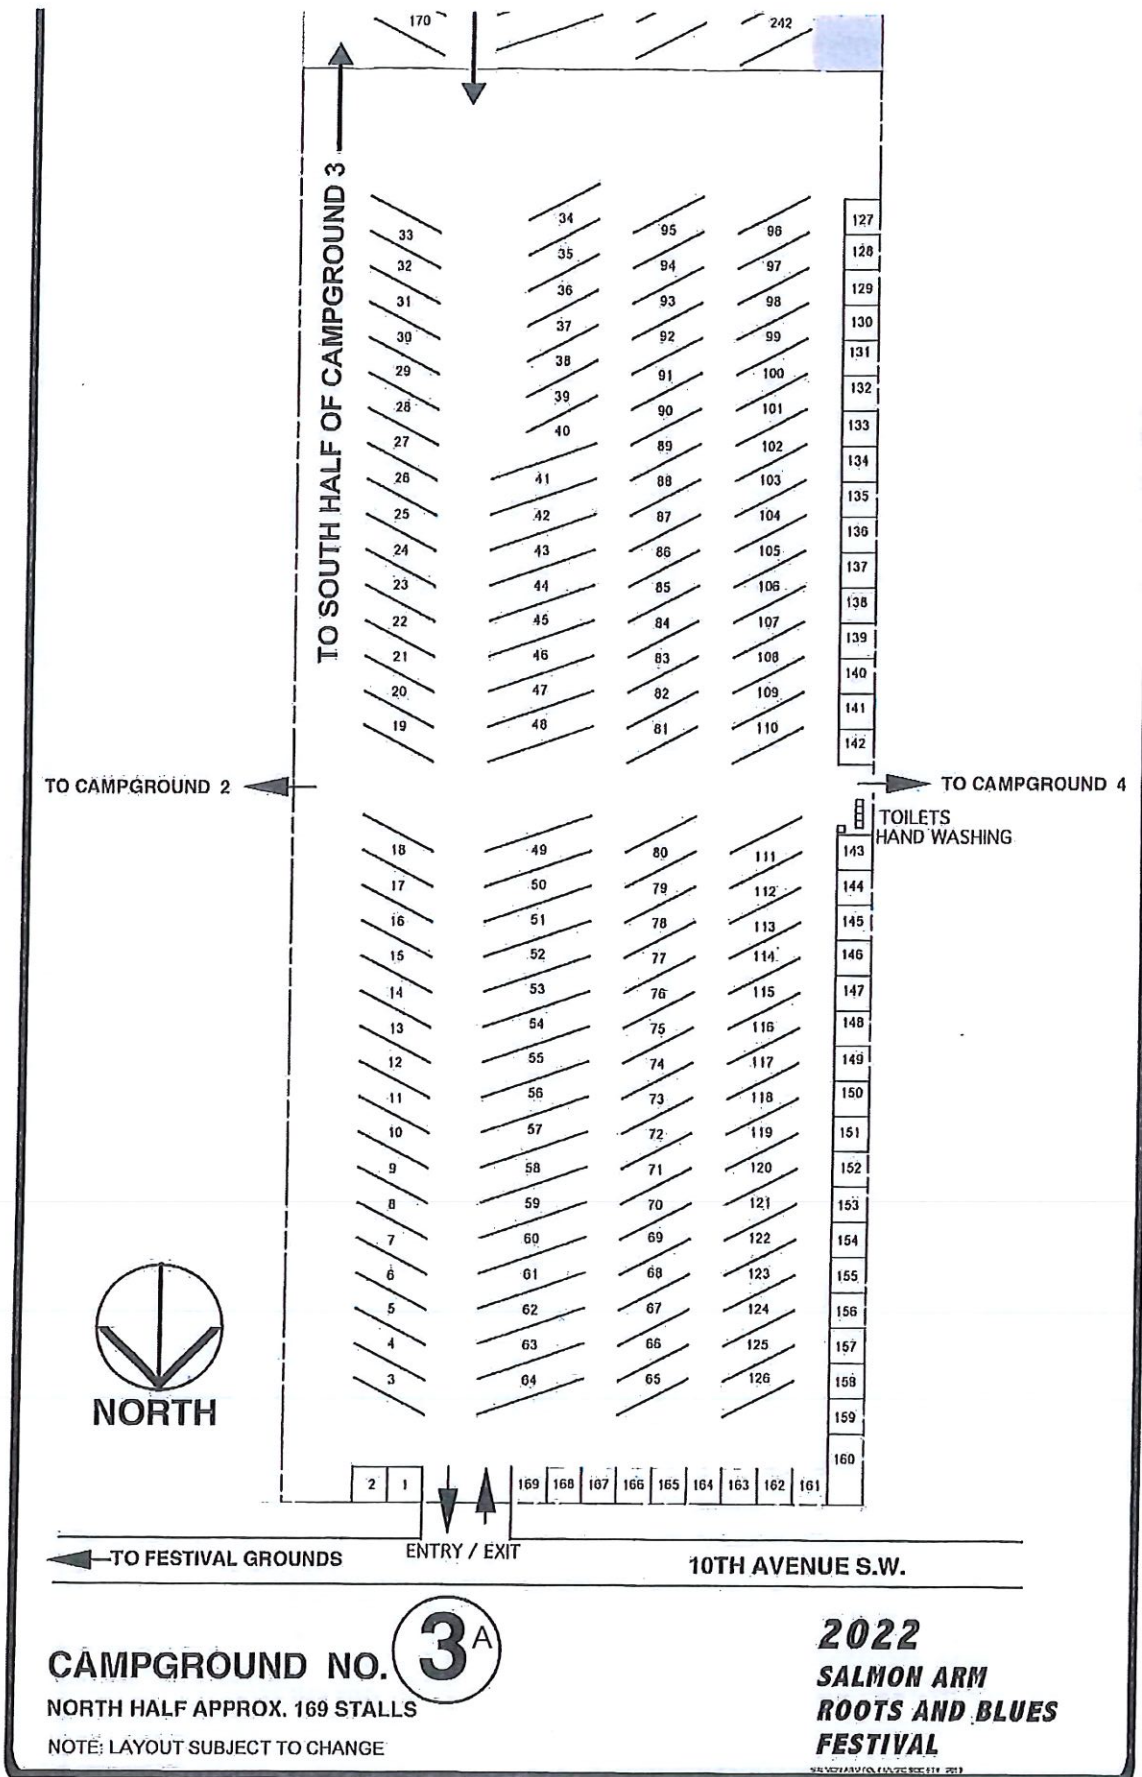 170 242
TO SOUTH HALF OF CAMPGROUND 3
33 34 95 96 127
32 35 94 97 128
31 36 93 98 129
30 37 92 99 130
29 38 91 100 131
28 39 90 101 132
27 40 89 102 133
26 41 88 103 134
25 42 87 104 135
24 43 86 105 136
23 44 85 106 137
22 45 84 107 138
21 46 83 108 139
20 47 82 109 140
19 48 81 110 141
142
TO CAMPGROUND 2
TO CAMPGROUND 4
TOILETS
HAND WASHING
18 49 80 111 143
17 50 79 112 144
16 51 78 113 145
15 52 77 114 146
14 53 76 115 147
13 54 75 116 148
12 55 74 117 149
11 56 73 118 150
10 57 72 119 151
9 58 71 120 152
8 59 70 121 153
7 60 69 122 154
6 61 68 123 155
5 62 67 124 156
4 63 66 125 157
3 64 65 126 158
159
160
NORTH
2 1 169 168 167 166 165 164 163 162 161
ENTRY / EXIT
TO FESTIVAL GROUNDS
10TH AVENUE S.W.
CAMPGROUND NO. 3 A
NORTH HALF APPROX. 169 STALLS
NOTE: LAYOUT SUBJECT TO CHANGE
2022
SALMON ARM
ROOTS AND BLUES
FESTIVAL